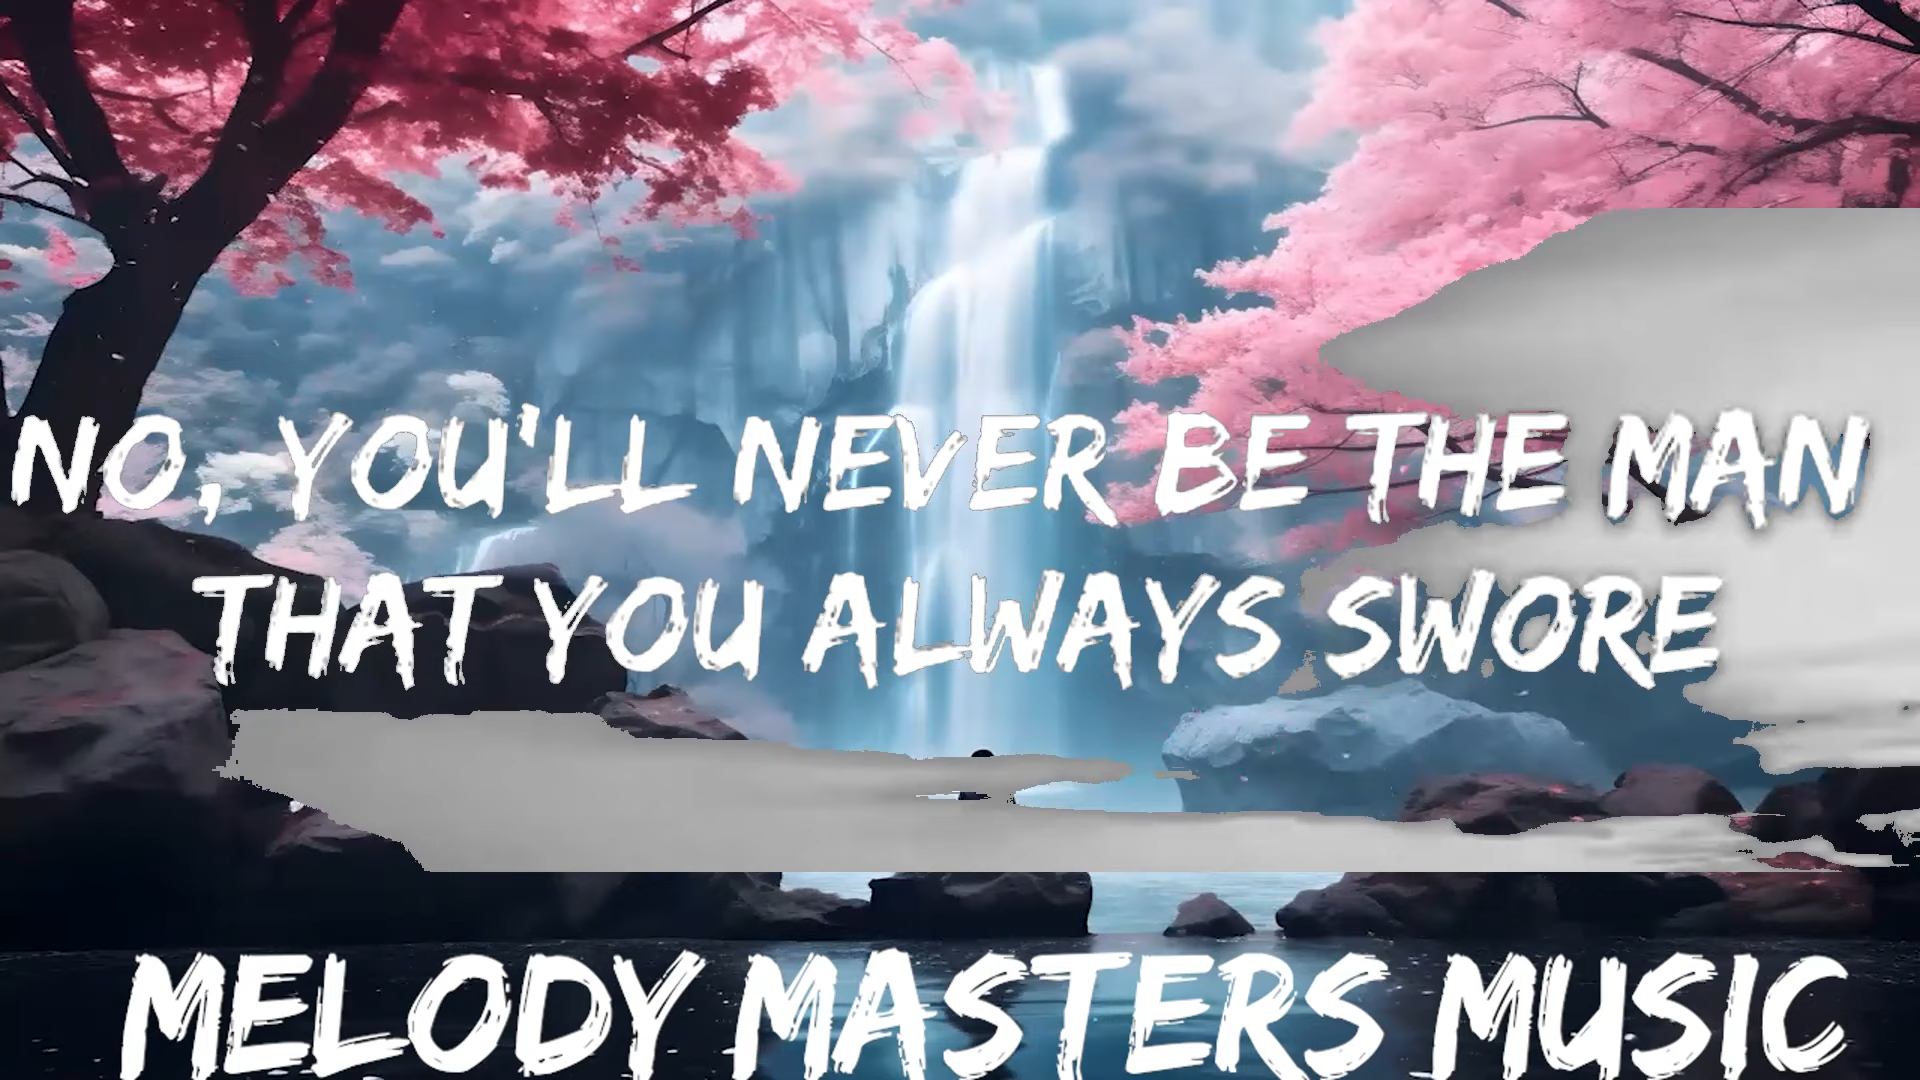 NO, YOU'LL NEVER BE THE MAN
THAT YOU ALWAYS SWORE
MELODY MASTERS MUSIC